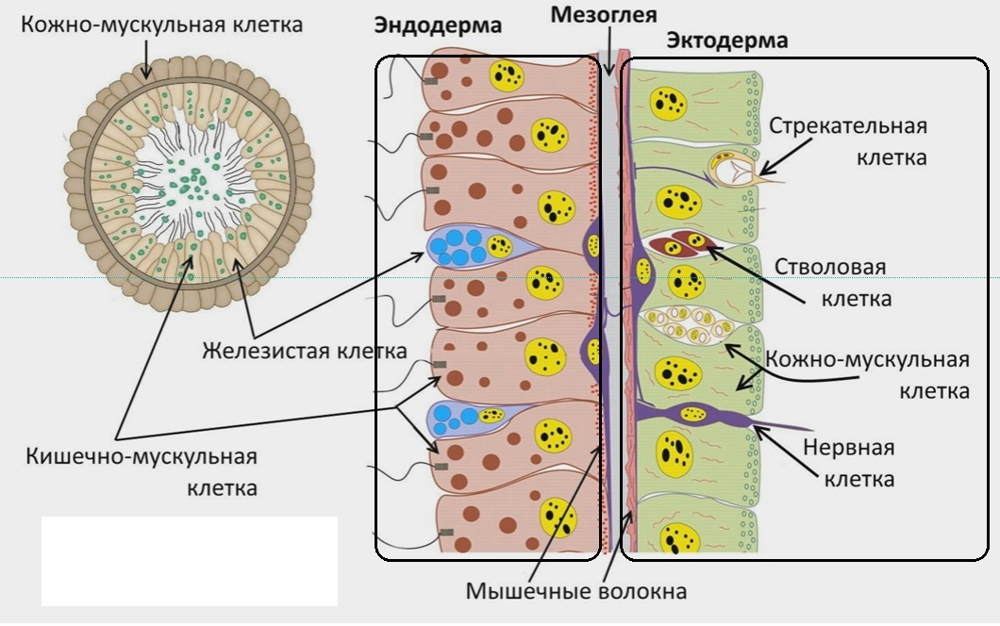 Кожно-мускульная клетка
Эндодерма
Мезоглея
Эктодерма
Стрекательная
клетка
Стволовая
клетка
Железистая клетка
Кожно-мускульная
клетка
Кишечно-мускульная
клетка
Нервная
клетка
Мышечные волокна